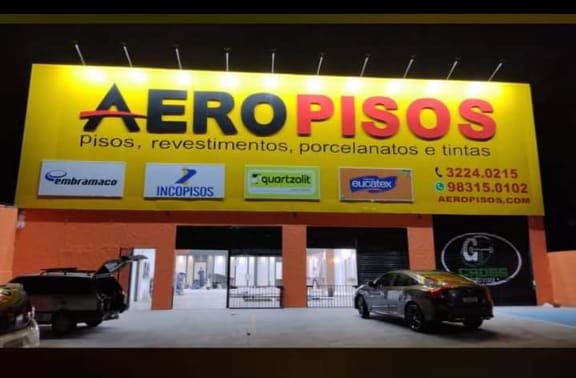 AEROPISOS
Pisos, revestimentos, porcelanatos e tintas
embramaco
INCOPISOS
quartzolit
eucatex
3224.0215
98315.0102
AEROPISOS.COM
CROSS